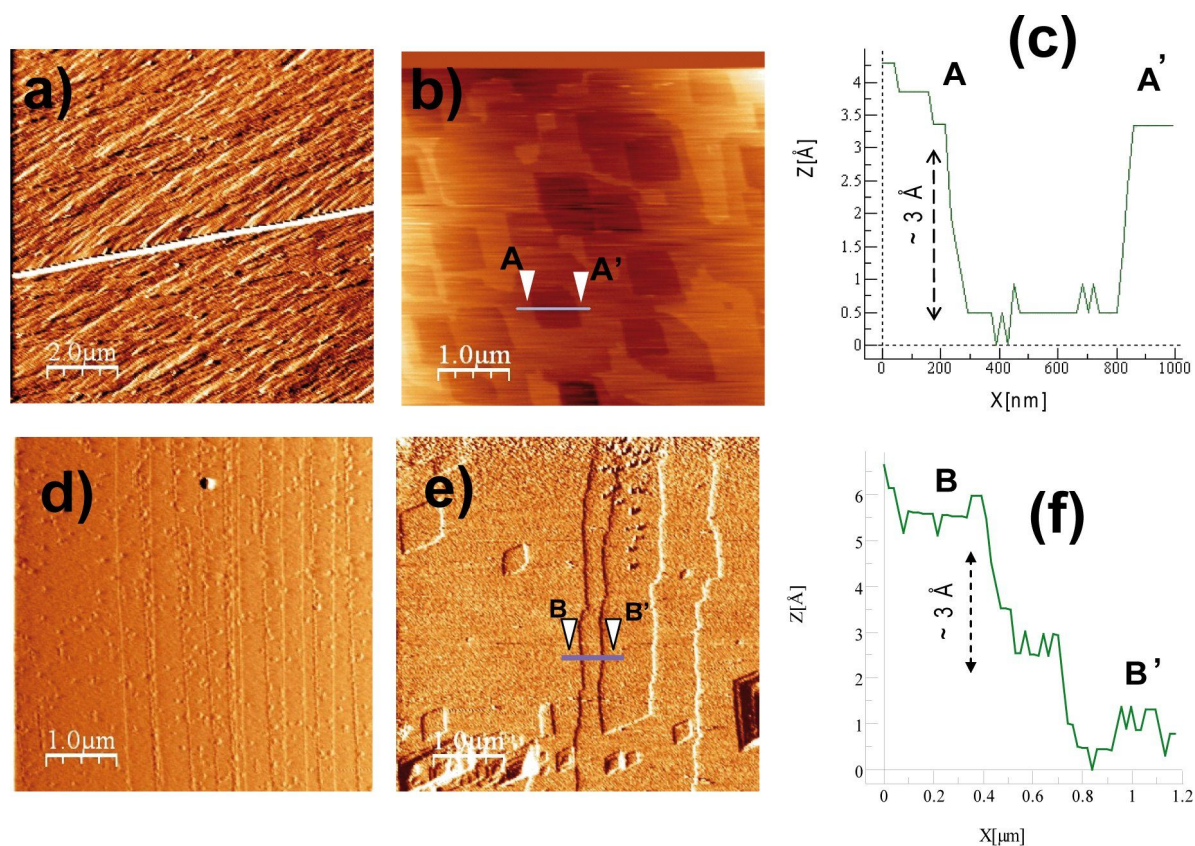 a)
2.0μm
b)
A A'
1.0μm
(c)
A A'
Z[Å]
4
3.5
3
2.5
2
1.5
1
0.5
0
~ 3 Å
0 200 400 600 800 1000
X[nm]
d)
1.0μm
e)
B B'
1.0μm
(f)
B
B'
Z[Å]
6
5
4
3
2
1
0
~ 3 Å
0 0.2 0.4 0.6 0.8 1 1.2
X[μm]